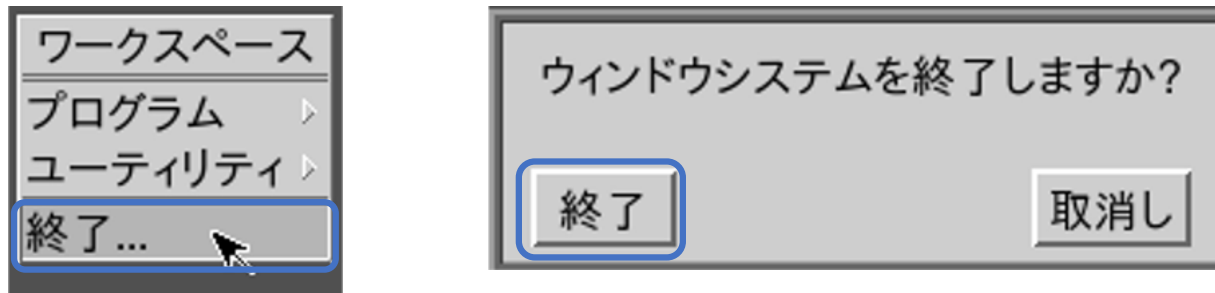 ワークスペース
プログラム
ユーティリティ
終了...
ウィンドウシステムを終了しますか?
終了
取消し